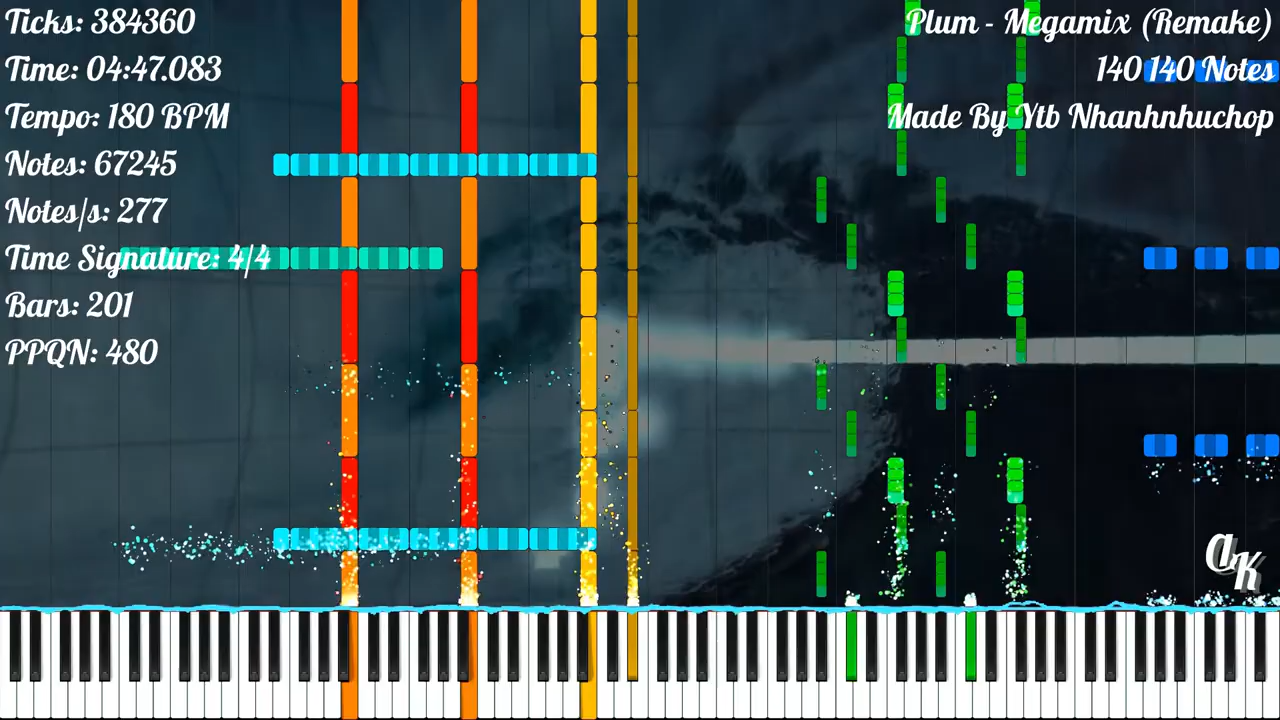 Ticks: 384360
Time: 04:47.083
Tempo: 180 BPM
Notes: 67245
Notes/s: 277
Time Signature: 4/4
Bars: 201
PPQN: 480
Plum - Megamix (Remake)
140 140 Notes
Made By Ytb Nhanhnhuchop
aK